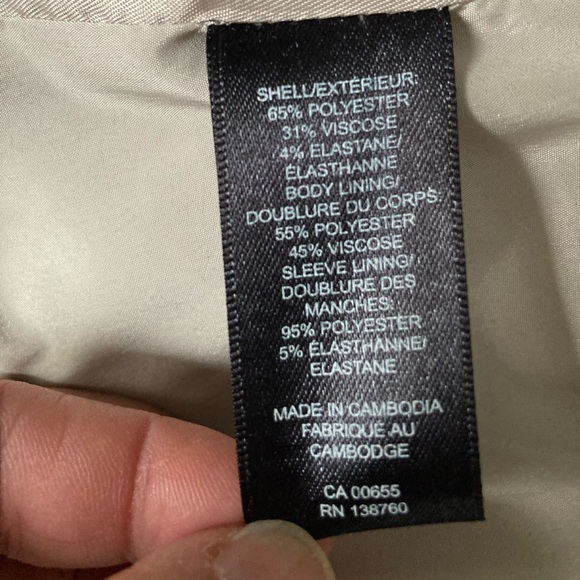 SHELL/EXTÉRIEUR:
65% POLYESTER
31% VISCOSE
4% ELASTANE/
ÉLASTHANNE
BODY LINING/
DOUBLURE DU CORPS:
55% POLYESTER
45% VISCOSE
SLEEVE LINING/
DOUBLURE DES
MANCHES:
95% POLYESTER
5% ÉLASTHANNE/
ELASTANE
MADE IN CAMBODIA
FABRIQUE AU
CAMBODGE
CA 00655
RN 138760